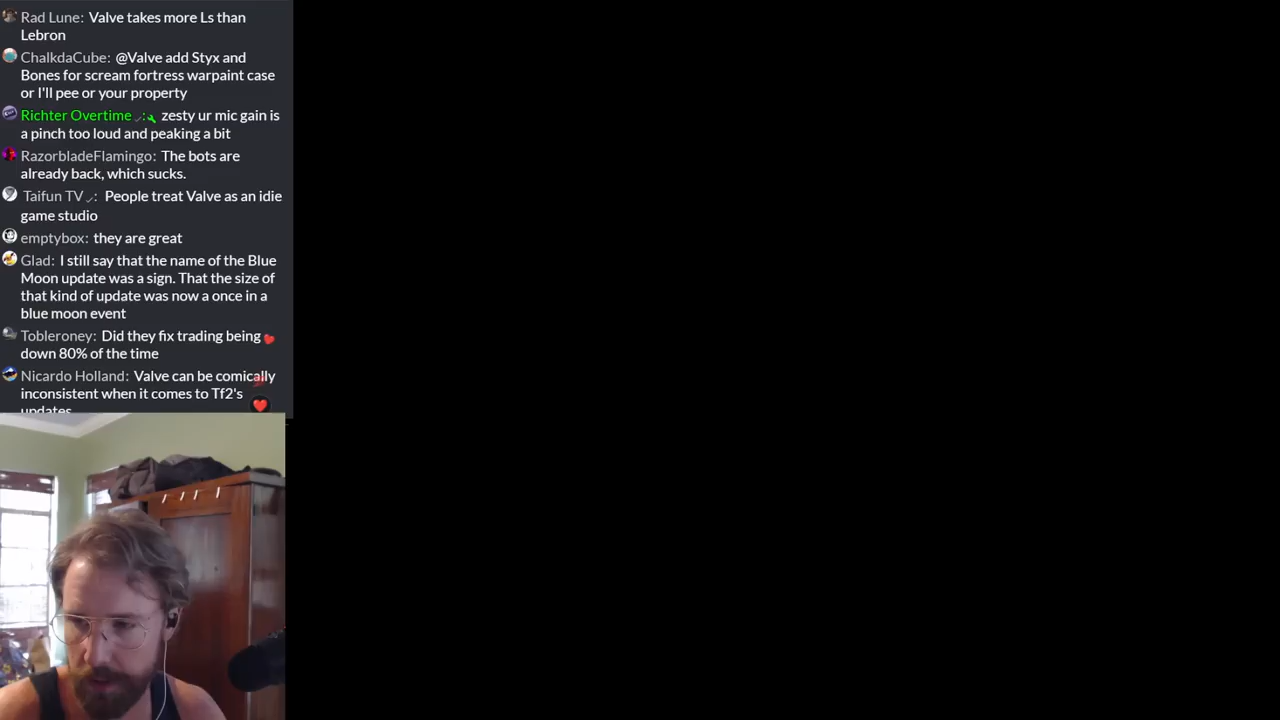 Rad Lune: Valve takes more Ls than
Lebron
ChalkdaCube: @Valve add Styx and
Bones for scream fortress warpaint case
or I'll pee or your property
Richter Overtime : zesty ur mic gain is
a pinch too loud and peaking a bit
RazorbladeFlamingo: The bots are
already back, which sucks.
Taifun TV : People treat Valve as an idie
game studio
emptybox: they are great
Glad: I still say that the name of the Blue
Moon update was a sign. That the size of
that kind of update was now a once in a
blue moon event
Tobleroney: Did they fix trading being
down 80% of the time
Nicardo Holland: Valve can be comically
inconsistent when it comes to Tf2's
updates